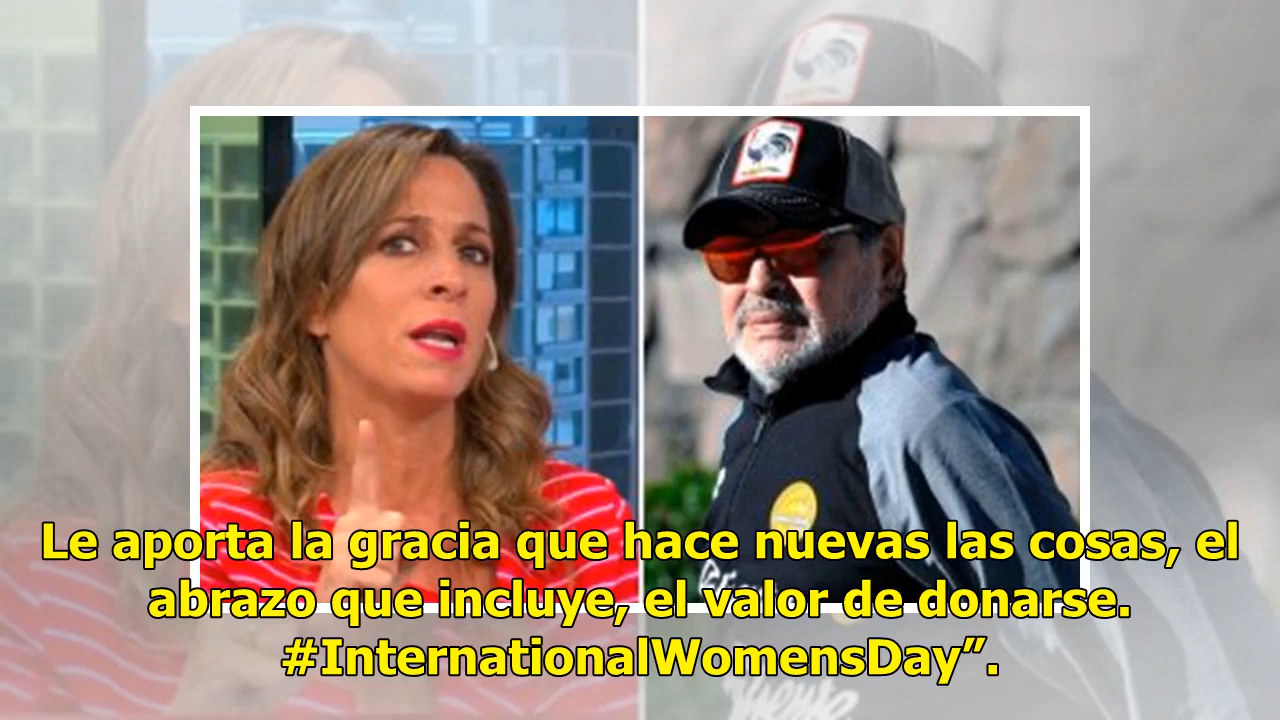 Le aporta la gracia que hace nuevas las cosas, el
abrazo que incluye, el valor de donarse.
#InternationalWomensDay”.